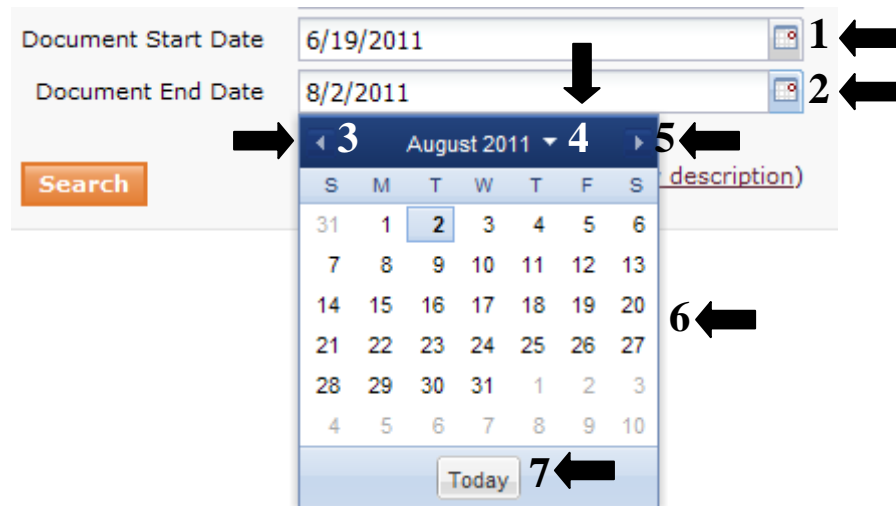 Document Start Date 6/19/2011 1
Document End Date 8/2/2011 2
3 August 2011 4 5
Search description)
S M T W T F S
31 1 2 3 4 5 6
7 8 9 10 11 12 13
14 15 16 17 18 19 20
6
21 22 23 24 25 26 27
28 29 30 31 1 2 3
4 5 6 7 8 9 10
Today 7